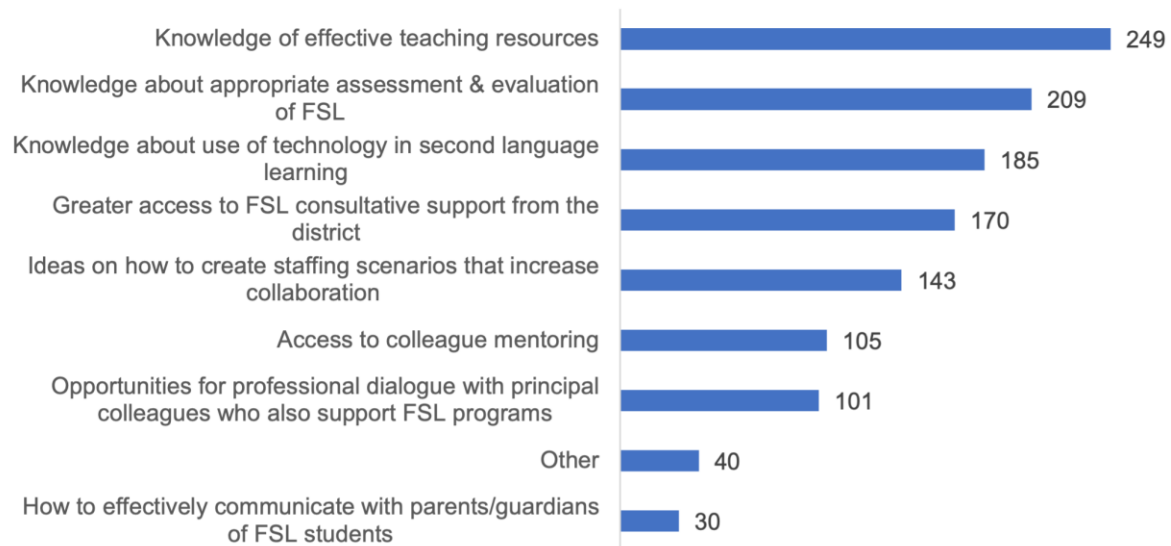 Knowledge of effective teaching resources
249
Knowledge about appropriate assessment & evaluation
of FSL
209
Knowledge about use of technology in second language
learning
185
Greater access to FSL consultative support from the
district
170
Ideas on how to create staffing scenarios that increase
collaboration
143
Access to colleague mentoring
105
Opportunities for professional dialogue with principal
colleagues who also support FSL programs
101
Other
40
How to effectively communicate with parents/guardians
of FSL students
30